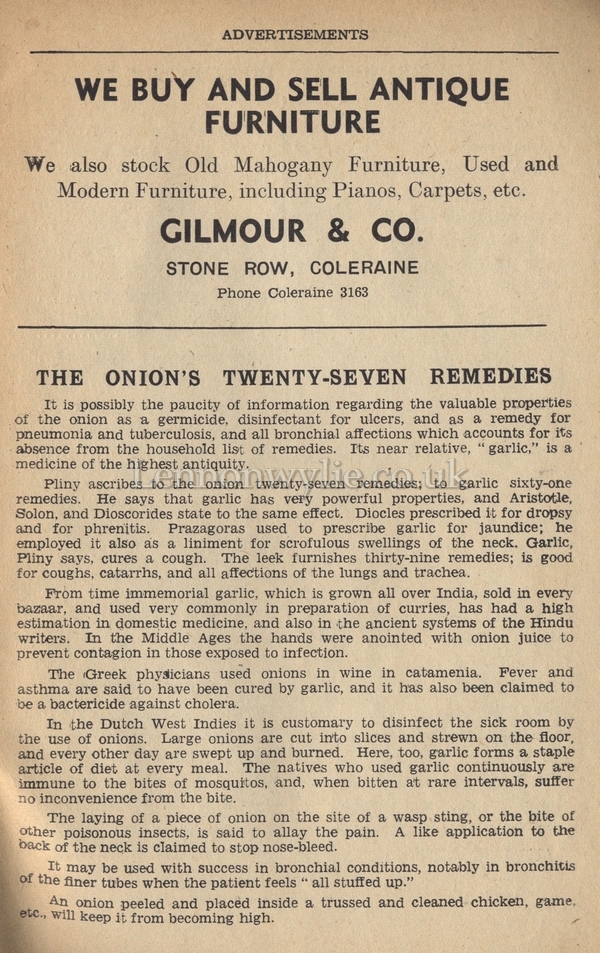 ADVERTISEMENTS
WE BUY AND SELL ANTIQUE
FURNITURE
We also stock Old Mahogany Furniture, Used and
Modern Furniture, including Pianos, Carpets, etc.
GILMOUR & CO.
STONE ROW, COLERAINE
Phone Coleraine 3163
THE ONION'S TWENTY-SEVEN REMEDIES
It is possibly the paucity of information regarding the valuable properties
of the onion as a germicide, disinfectant for ulcers, and as a remedy for
pneumonia and tuberculosis, and all bronchial affections which accounts for its
absence from the household list of remedies. Its near relative, "garlic," is a
medicine of the highest antiquity.
Lennonwylie.co.uk
Pliny ascribes to the onion twenty-seven remedies; to garlic sixty-one
remedies. He says that garlic has very powerful properties, and Aristotle,
Solon, and Dioscorides state to the same effect. Diocles prescribed it for dropsy
and for phrenitis. Prazagoras used to prescribe garlic for jaundice; he
employed it also as a liniment for scrofulous swellings of the neck. Garlic,
Pliny says, cures a cough. The leek furnishes thirty-nine remedies; is good
for coughs, catarrhs, and all affections of the lungs and trachea.
From time immemorial garlic, which is grown all over India, sold in every
bazaar, and used very commonly in preparation of curries, has had a high
estimation in domestic medicine, and also in the ancient systems of the Hindu
writers. In the Middle Ages the hands were anointed with onion juice to
prevent contagion in those exposed to infection.
The Greek physicians used onions in wine in catamenia. Fever and
asthma are said to have been cured by garlic, and it has also been claimed to
be a bactericide against cholera.
In the Dutch West Indies it is customary to disinfect the sick room by
the use of onions. Large onions are cut into slices and strewn on the floor,
and every other day are swept up and burned. Here, too, garlic forms a staple
article of diet at every meal. The natives who used garlic continuously are
immune to the bites of mosquitos, and, when bitten at rare intervals, suffer
no inconvenience from the bite.
The laying of a piece of onion on the site of a wasp sting, or the bite of
other poisonous insects, is said to allay the pain. A like application to the
back of the neck is claimed to stop nose-bleed.
It may be used with success in bronchial conditions, notably in bronchitis
of the finer tubes when the patient feels "all stuffed up."
An onion peeled and placed inside a trussed and cleaned chicken, game,
etc., will keep it from becoming high.